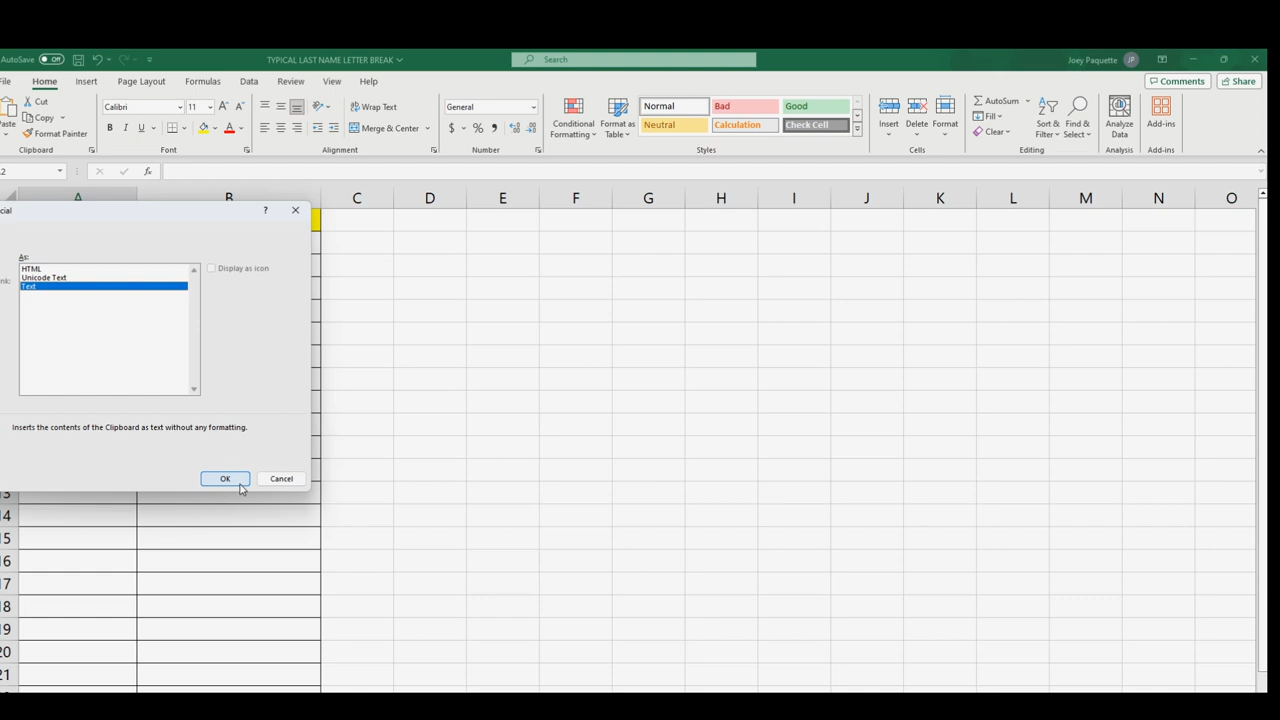 AutoSave Off TYPICAL LAST NAME LETTER BREAK Search Joey Paquette JP
File Home Insert Page Layout Formulas Data Review View Help Comments Share
Cut Calibri 11 A A Wrap Text General Normal Bad Good AutoSum
Paste Copy Fill
Format Painter B I U A Merge & Center $ % Conditional Formatting Format as Table Neutral Calculation Check Cell Insert Delete Format Clear Sort & Filter Find & Select Analyze Data Add-ins
Clipboard Font Alignment Number Styles Cells Editing Analysis Add-ins
fx
A B C D E F G H I J K L M N O
cial ?
As:
HTML Display as icon
Unicode Text
nk:
Text
Inserts the contents of the Clipboard as text without any formatting.
OK Cancel
13
14
15
16
17
18
19
20
21